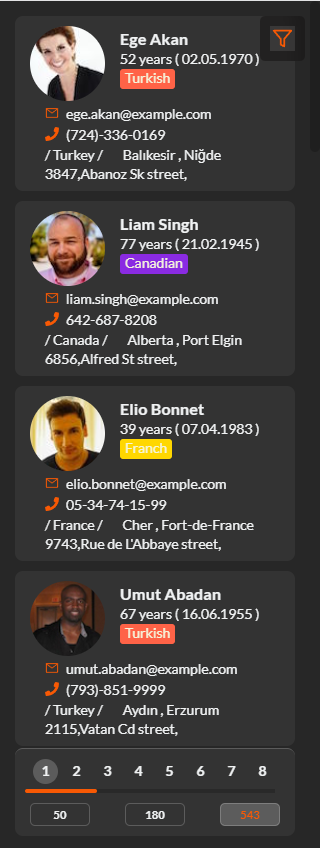 Ege Akan
52 years ( 02.05.1970 )
Turkish
ege.akan@example.com
(724)-336-0169
/ Turkey / Balıkesir , Niğde
3847,Abanoz Sk street,
Liam Singh
77 years ( 21.02.1945 )
Canadian
liam.singh@example.com
642-687-8208
/ Canada / Alberta , Port Elgin
6856,Alfred St street,
Elio Bonnet
39 years ( 07.04.1983 )
Franch
elio.bonnet@example.com
05-34-74-15-99
/ France / Cher , Fort-de-France
9743,Rue de L'Abbaye street,
Umut Abadan
67 years ( 16.06.1955 )
Turkish
umut.abadan@example.com
(793)-851-9999
/ Turkey / Aydın , Erzurum
2115,Vatan Cd street,
1 2 3 4 5 6 7 8
50 180 543